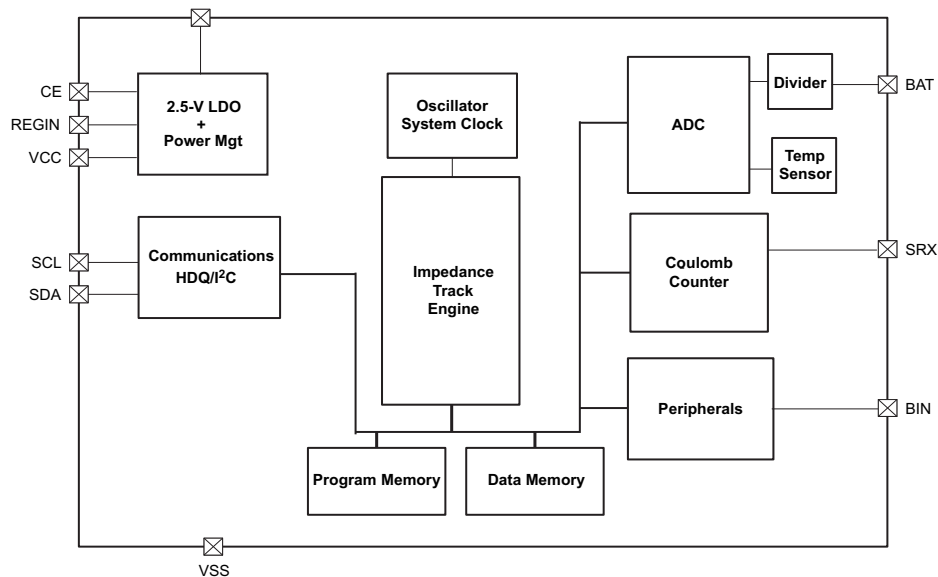 CE
REGIN
VCC
2.5-V LDO
+
Power Mgt
Oscillator
System Clock
ADC
Divider
BAT
Temp
Sensor
SCL
SDA
Communications
HDQ/I²C
Impedance
Track
Engine
Coulomb
Counter
SRX
Peripherals
BIN
Program Memory
Data Memory
VSS